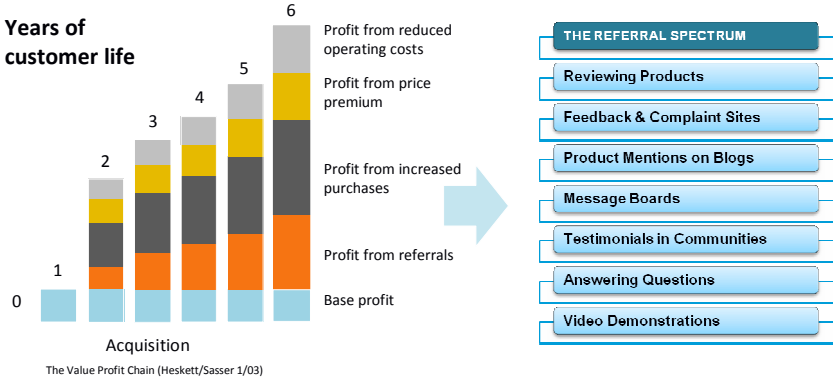 Years of
customer life
0
1
2
3
4
5
6
Profit from reduced
operating costs
Profit from price
premium
Profit from increased
purchases
Profit from referrals
Base profit
Acquisition
The Value Profit Chain (Heskett/Sasser 1/03)
THE REFERRAL SPECTRUM
Reviewing Products
Feedback & Complaint Sites
Product Mentions on Blogs
Message Boards
Testimonials in Communities
Answering Questions
Video Demonstrations